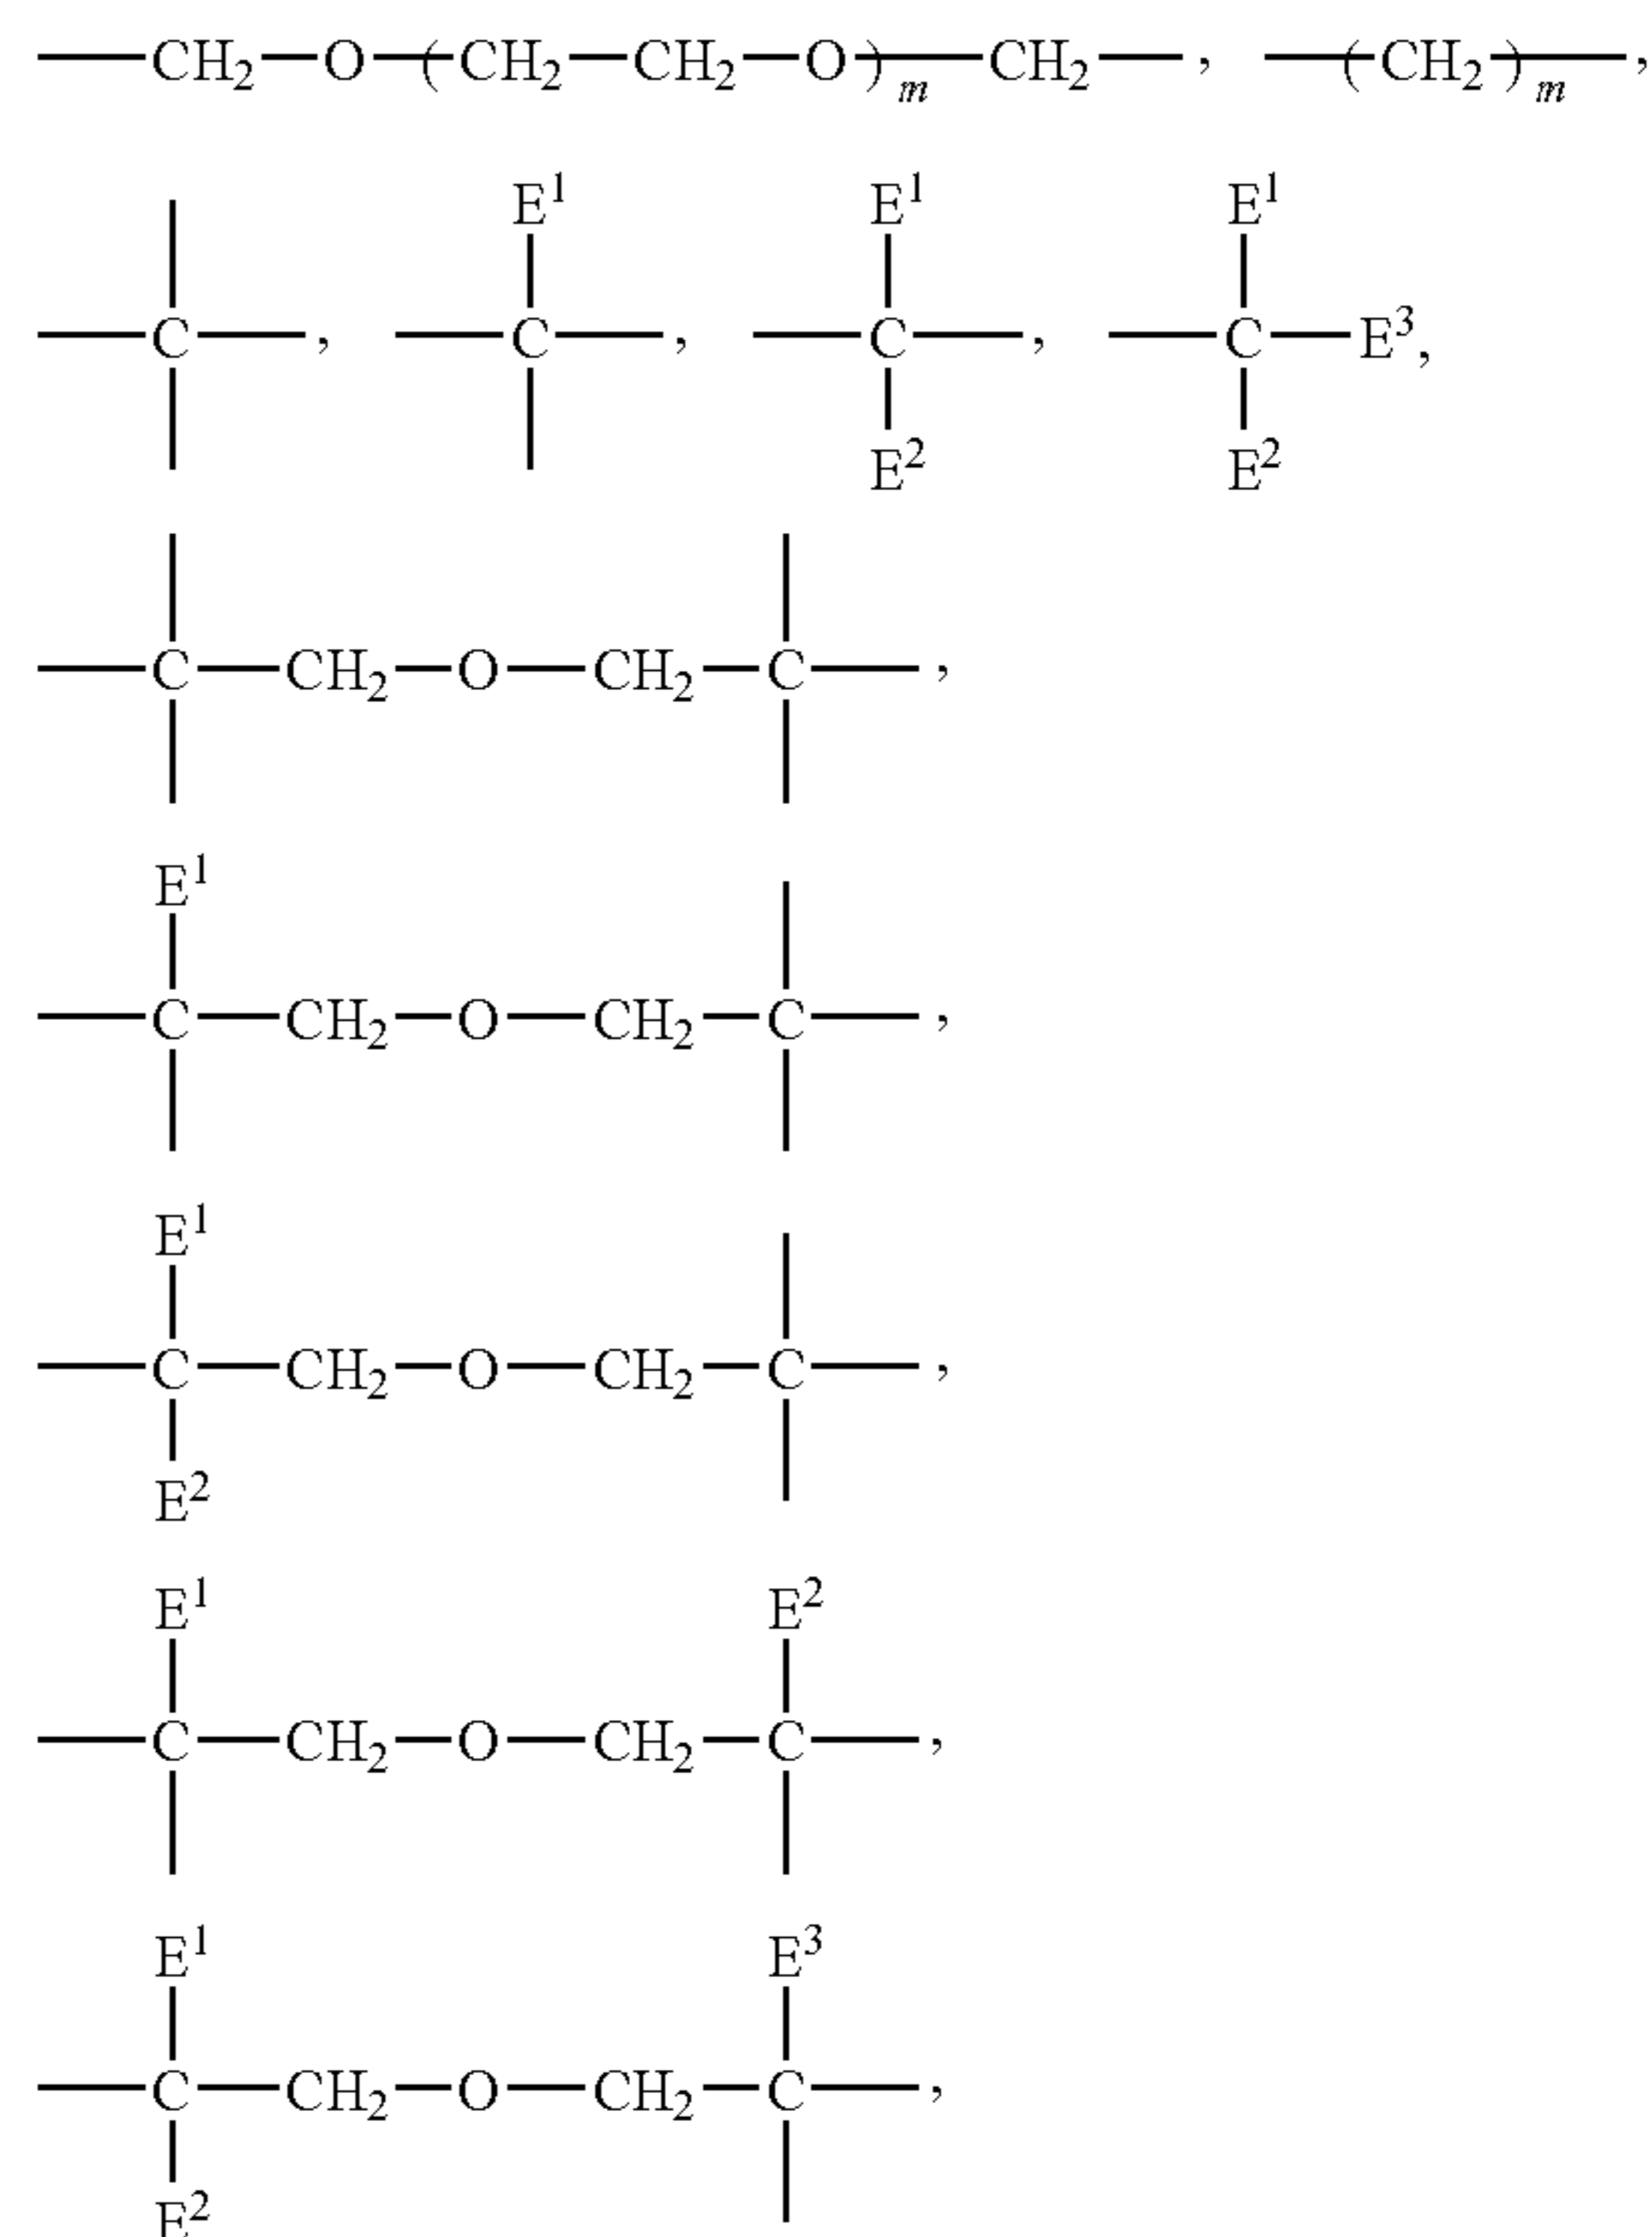 —CH2—O—(CH2—CH2—O)m—CH2—, —(CH2)m—,
E1 E1 E1
—C—, —C—, —C—, —C—E3,
E2 E2
—C—CH2—O—CH2—C—,
E1
—C—CH2—O—CH2—C—,
E1
—C—CH2—O—CH2—C—,
E2
E1 E2
—C—CH2—O—CH2—C—,
E1 E3
—C—CH2—O—CH2—C—,
E2